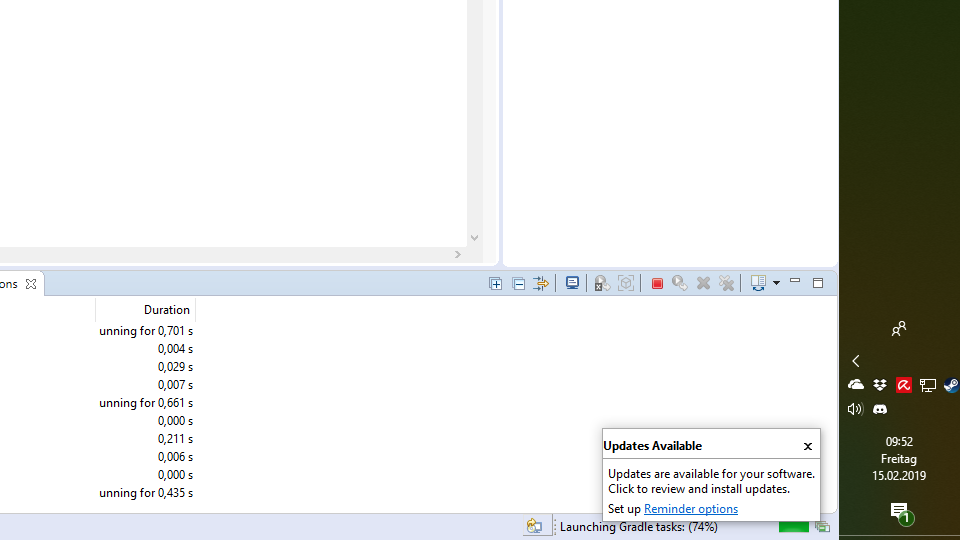 ons
Duration
unning for 0,701 s
0,004 s
0,029 s
0,007 s
unning for 0,661 s
0,000 s
0,211 s
0,006 s
0,000 s
unning for 0,435 s
Updates Available
Updates are available for your software.
Click to review and install updates.
Set up Reminder options
Launching Gradle tasks: (74%)
09:52
Freitag
15.02.2019
1